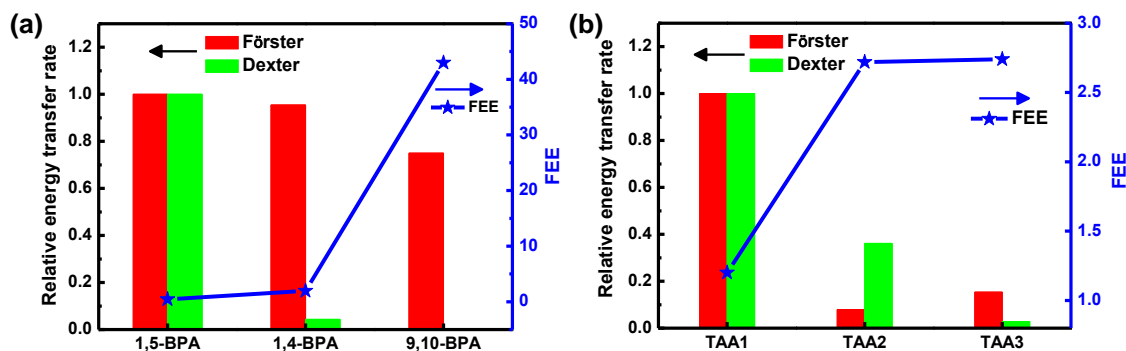 (a)
Relative energy transfer rate
1.2
1.0
0.8
0.6
0.4
0.2
0.0
Förster
Dexter
FEE
50
40
30
20
10
0
FEE
1,5-BPA 1,4-BPA 9,10-BPA
(b)
Relative energy transfer rate
1.2
1.0
0.8
0.6
0.4
0.2
0.0
Förster
Dexter
FEE
3.0
2.5
2.0
1.5
1.0
FEE
TAA1 TAA2 TAA3